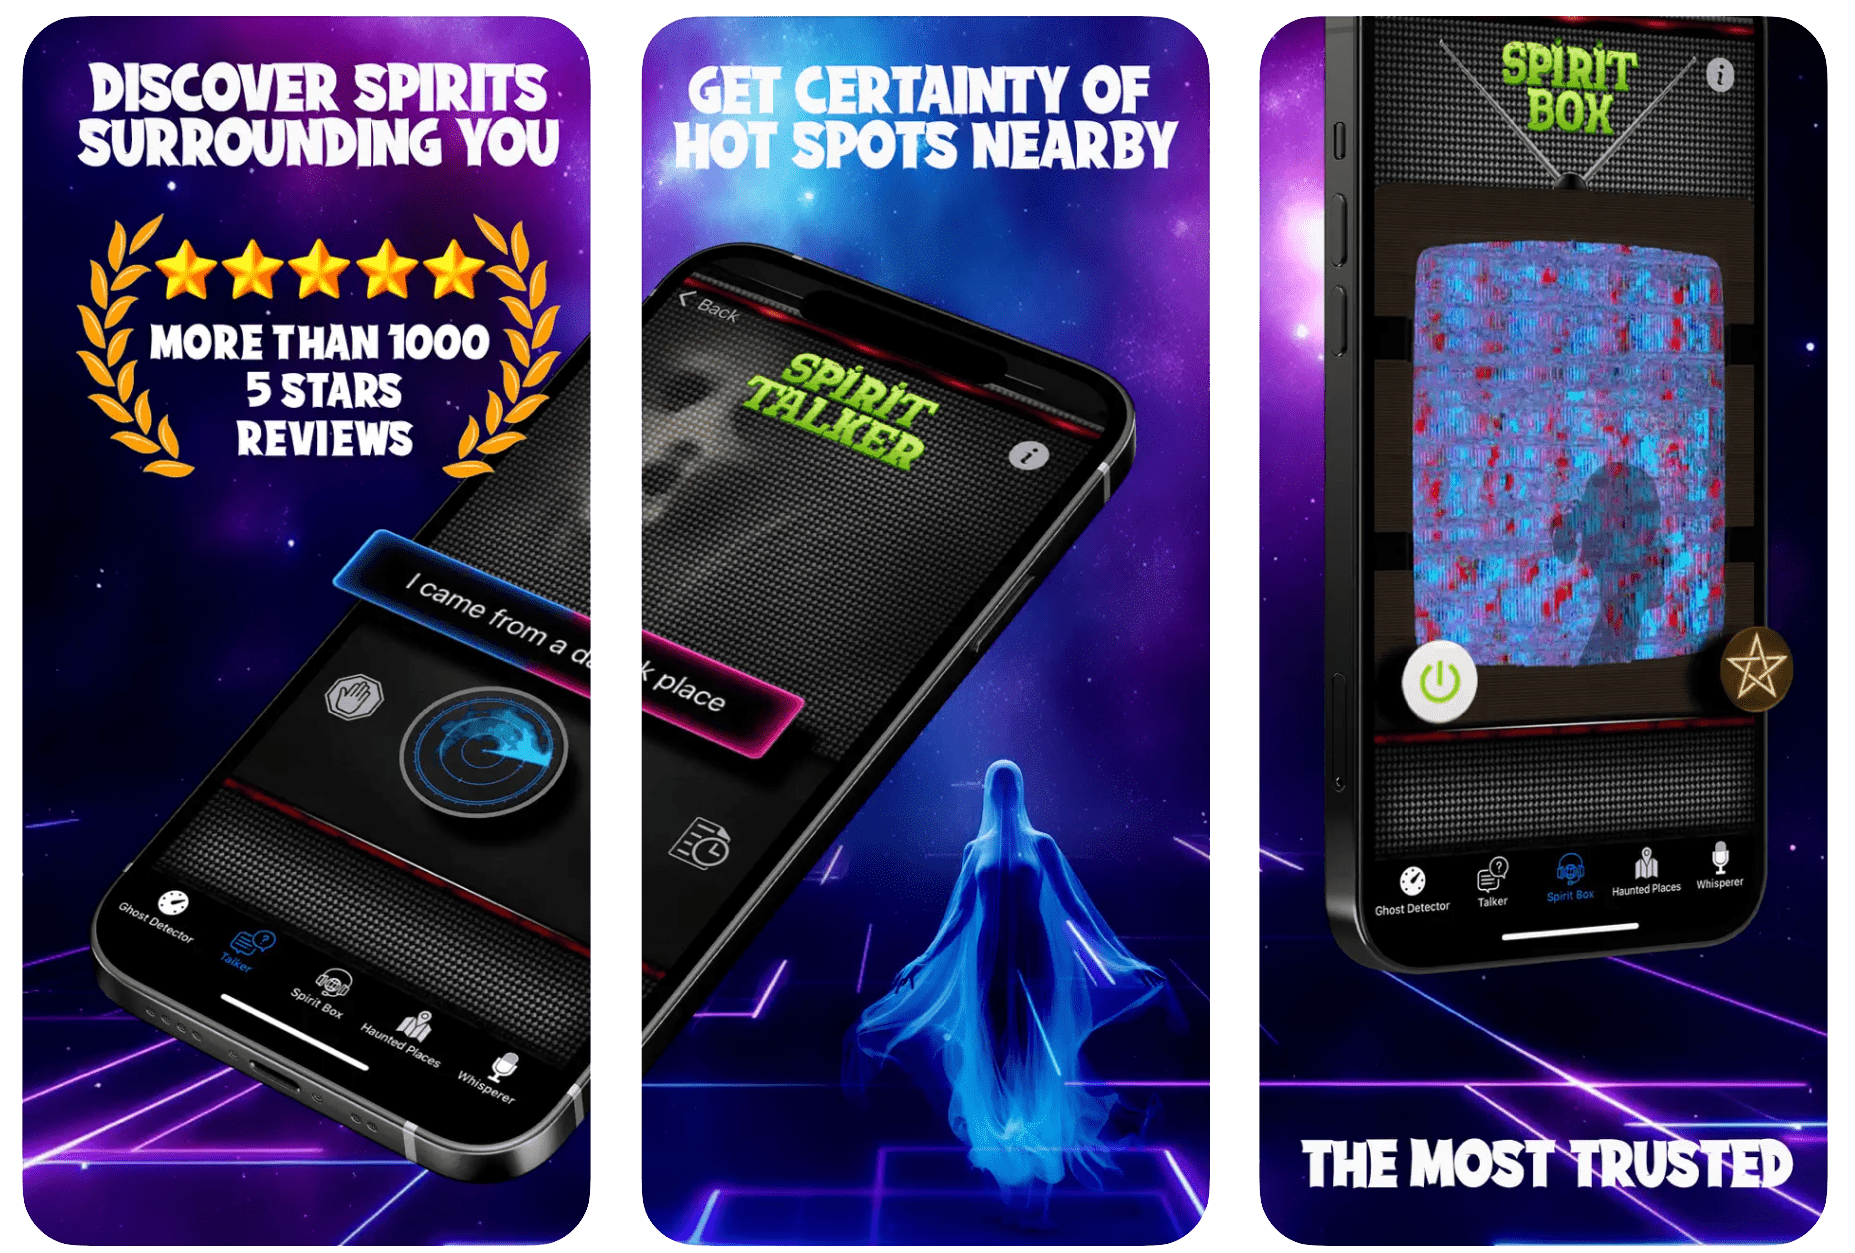 DISCOVER SPIRITS
SURROUNDING YOU
MORE THAN 1000
5 STARS
REVIEWS
I came from a da
Ghost Detector
Talker
Spirit Box
Haunted Places
Whisperer
GET CERTAINTY OF
HOT SPOTS NEARBY
Back
SPIRIT
TALKER
i
k place
SPIRIT
BOX
i
Ghost Detector
Talker
Spirit Box
Haunted Places
Whisperer
THE MOST TRUSTED